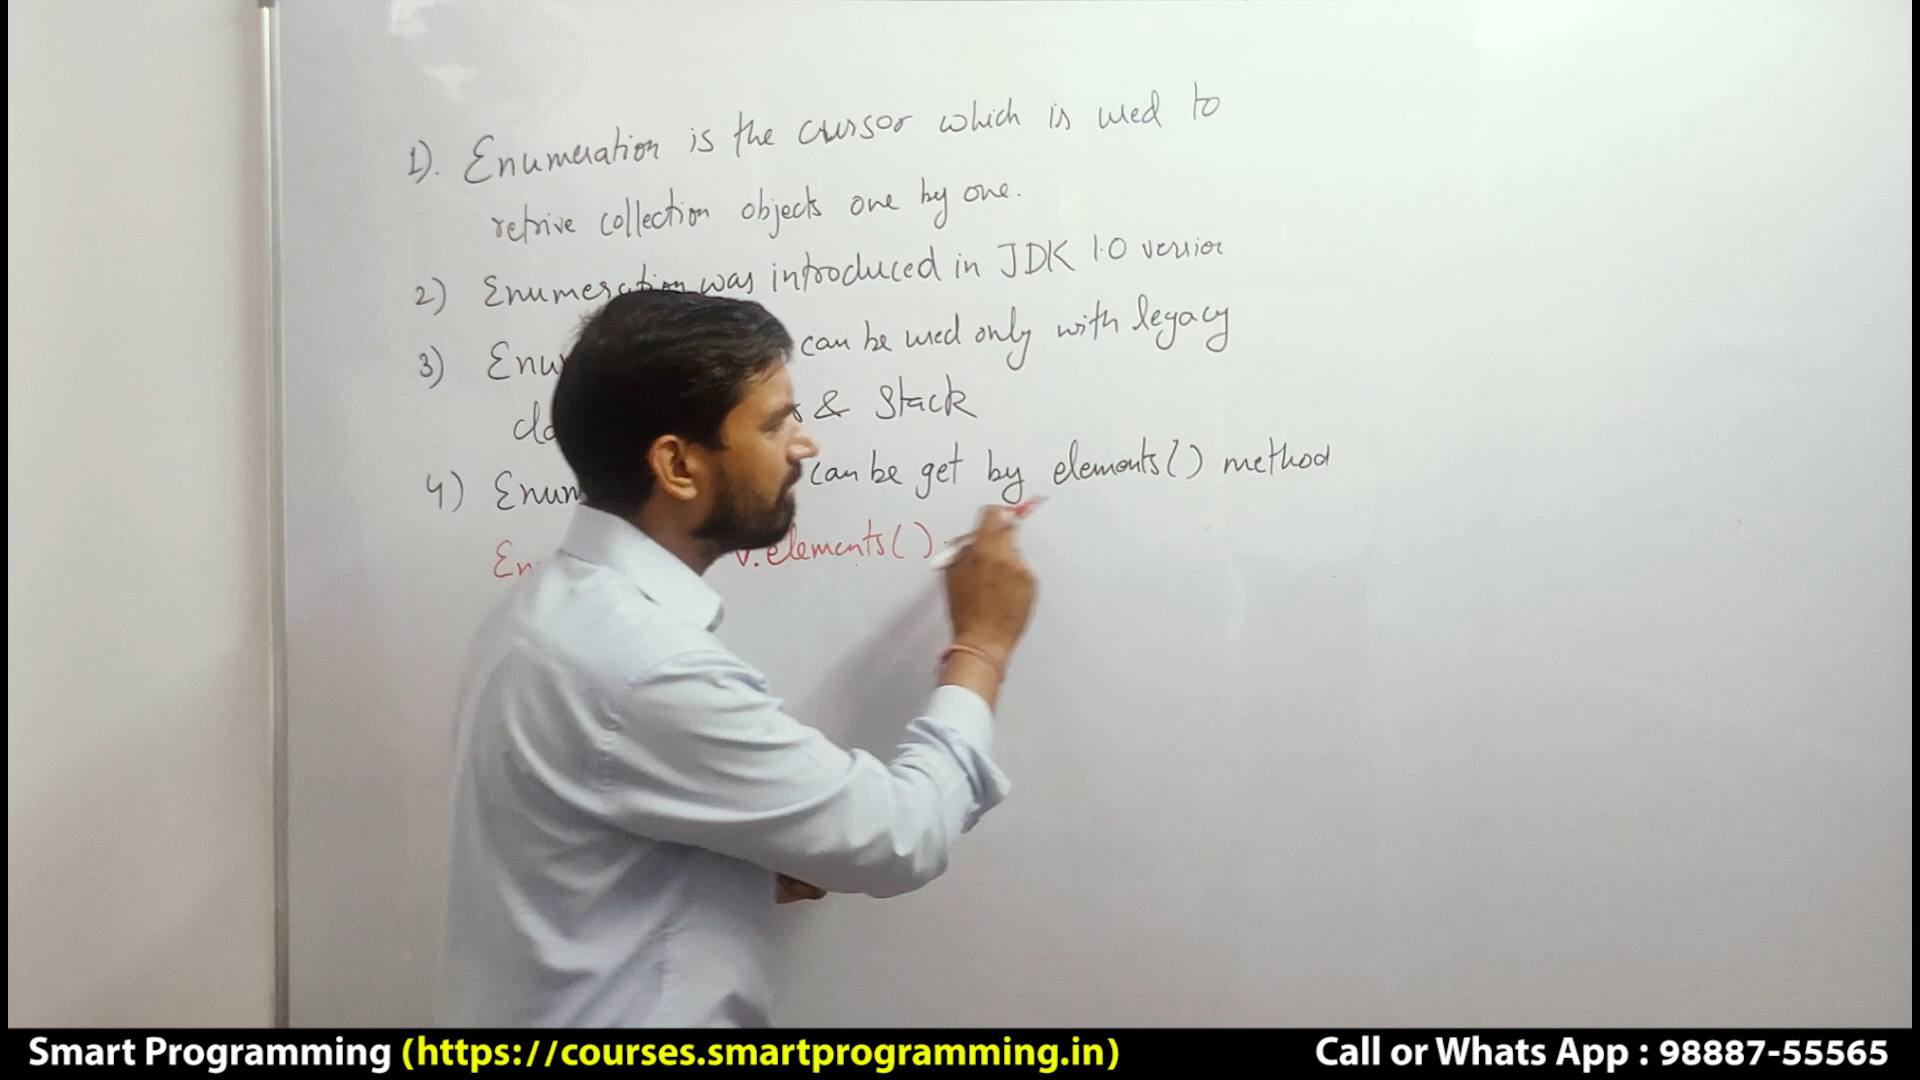 1). Enumeration is the cursor which is used to
retrive collection objects one by one.
2) Enumeration was introduced in JDK 1.0 version
3) Enu can be used only with legacy
cla & Stack
4) Enum can be get by elements() method
En v.elements()
Smart Programming (https://courses.smartprogramming.in) Call or Whats App : 98887-55565